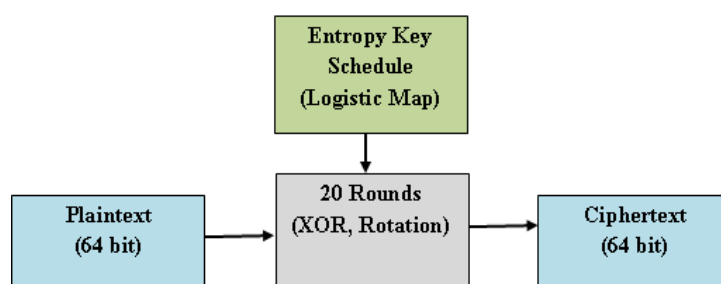 Entropy Key
Schedule
(Logistic Map)
20 Rounds
(XOR, Rotation)
Plaintext
(64 bit)
Ciphertext
(64 bit)